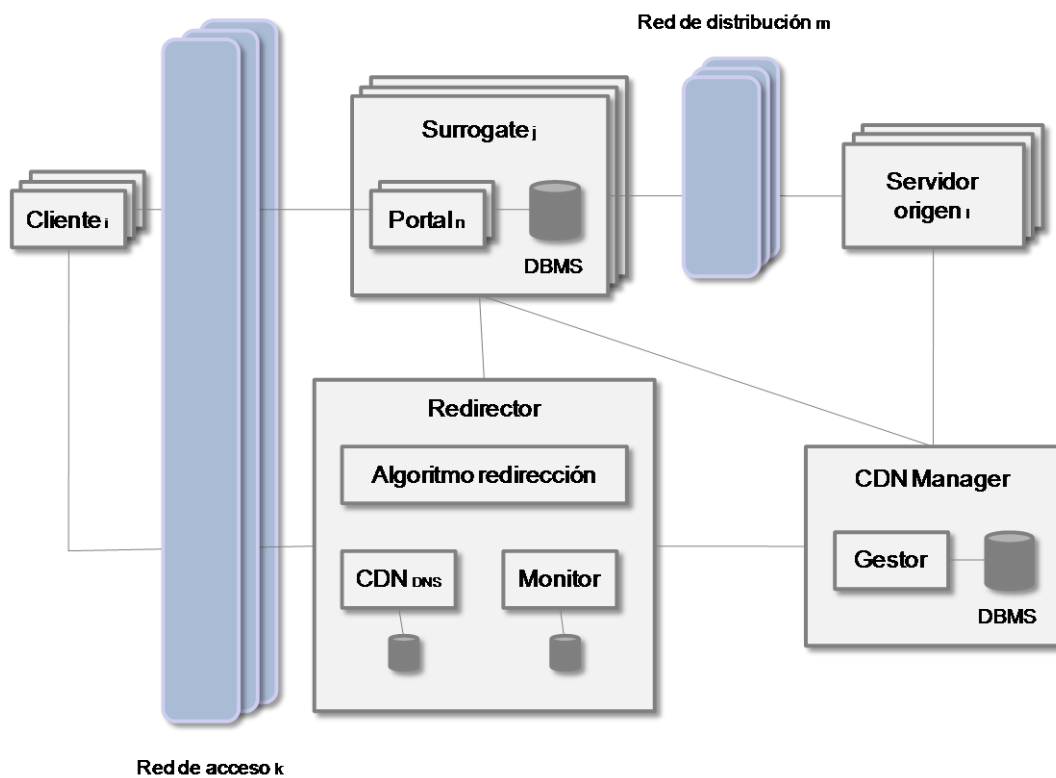 Red de distribución m
Surrogate j
Servidor
origen l
Cliente i
Portal n
DBMS
Redirector
Algoritmo redirección
CDN Manager
CDN DNS
Monitor
Gestor
DBMS
Red de acceso k